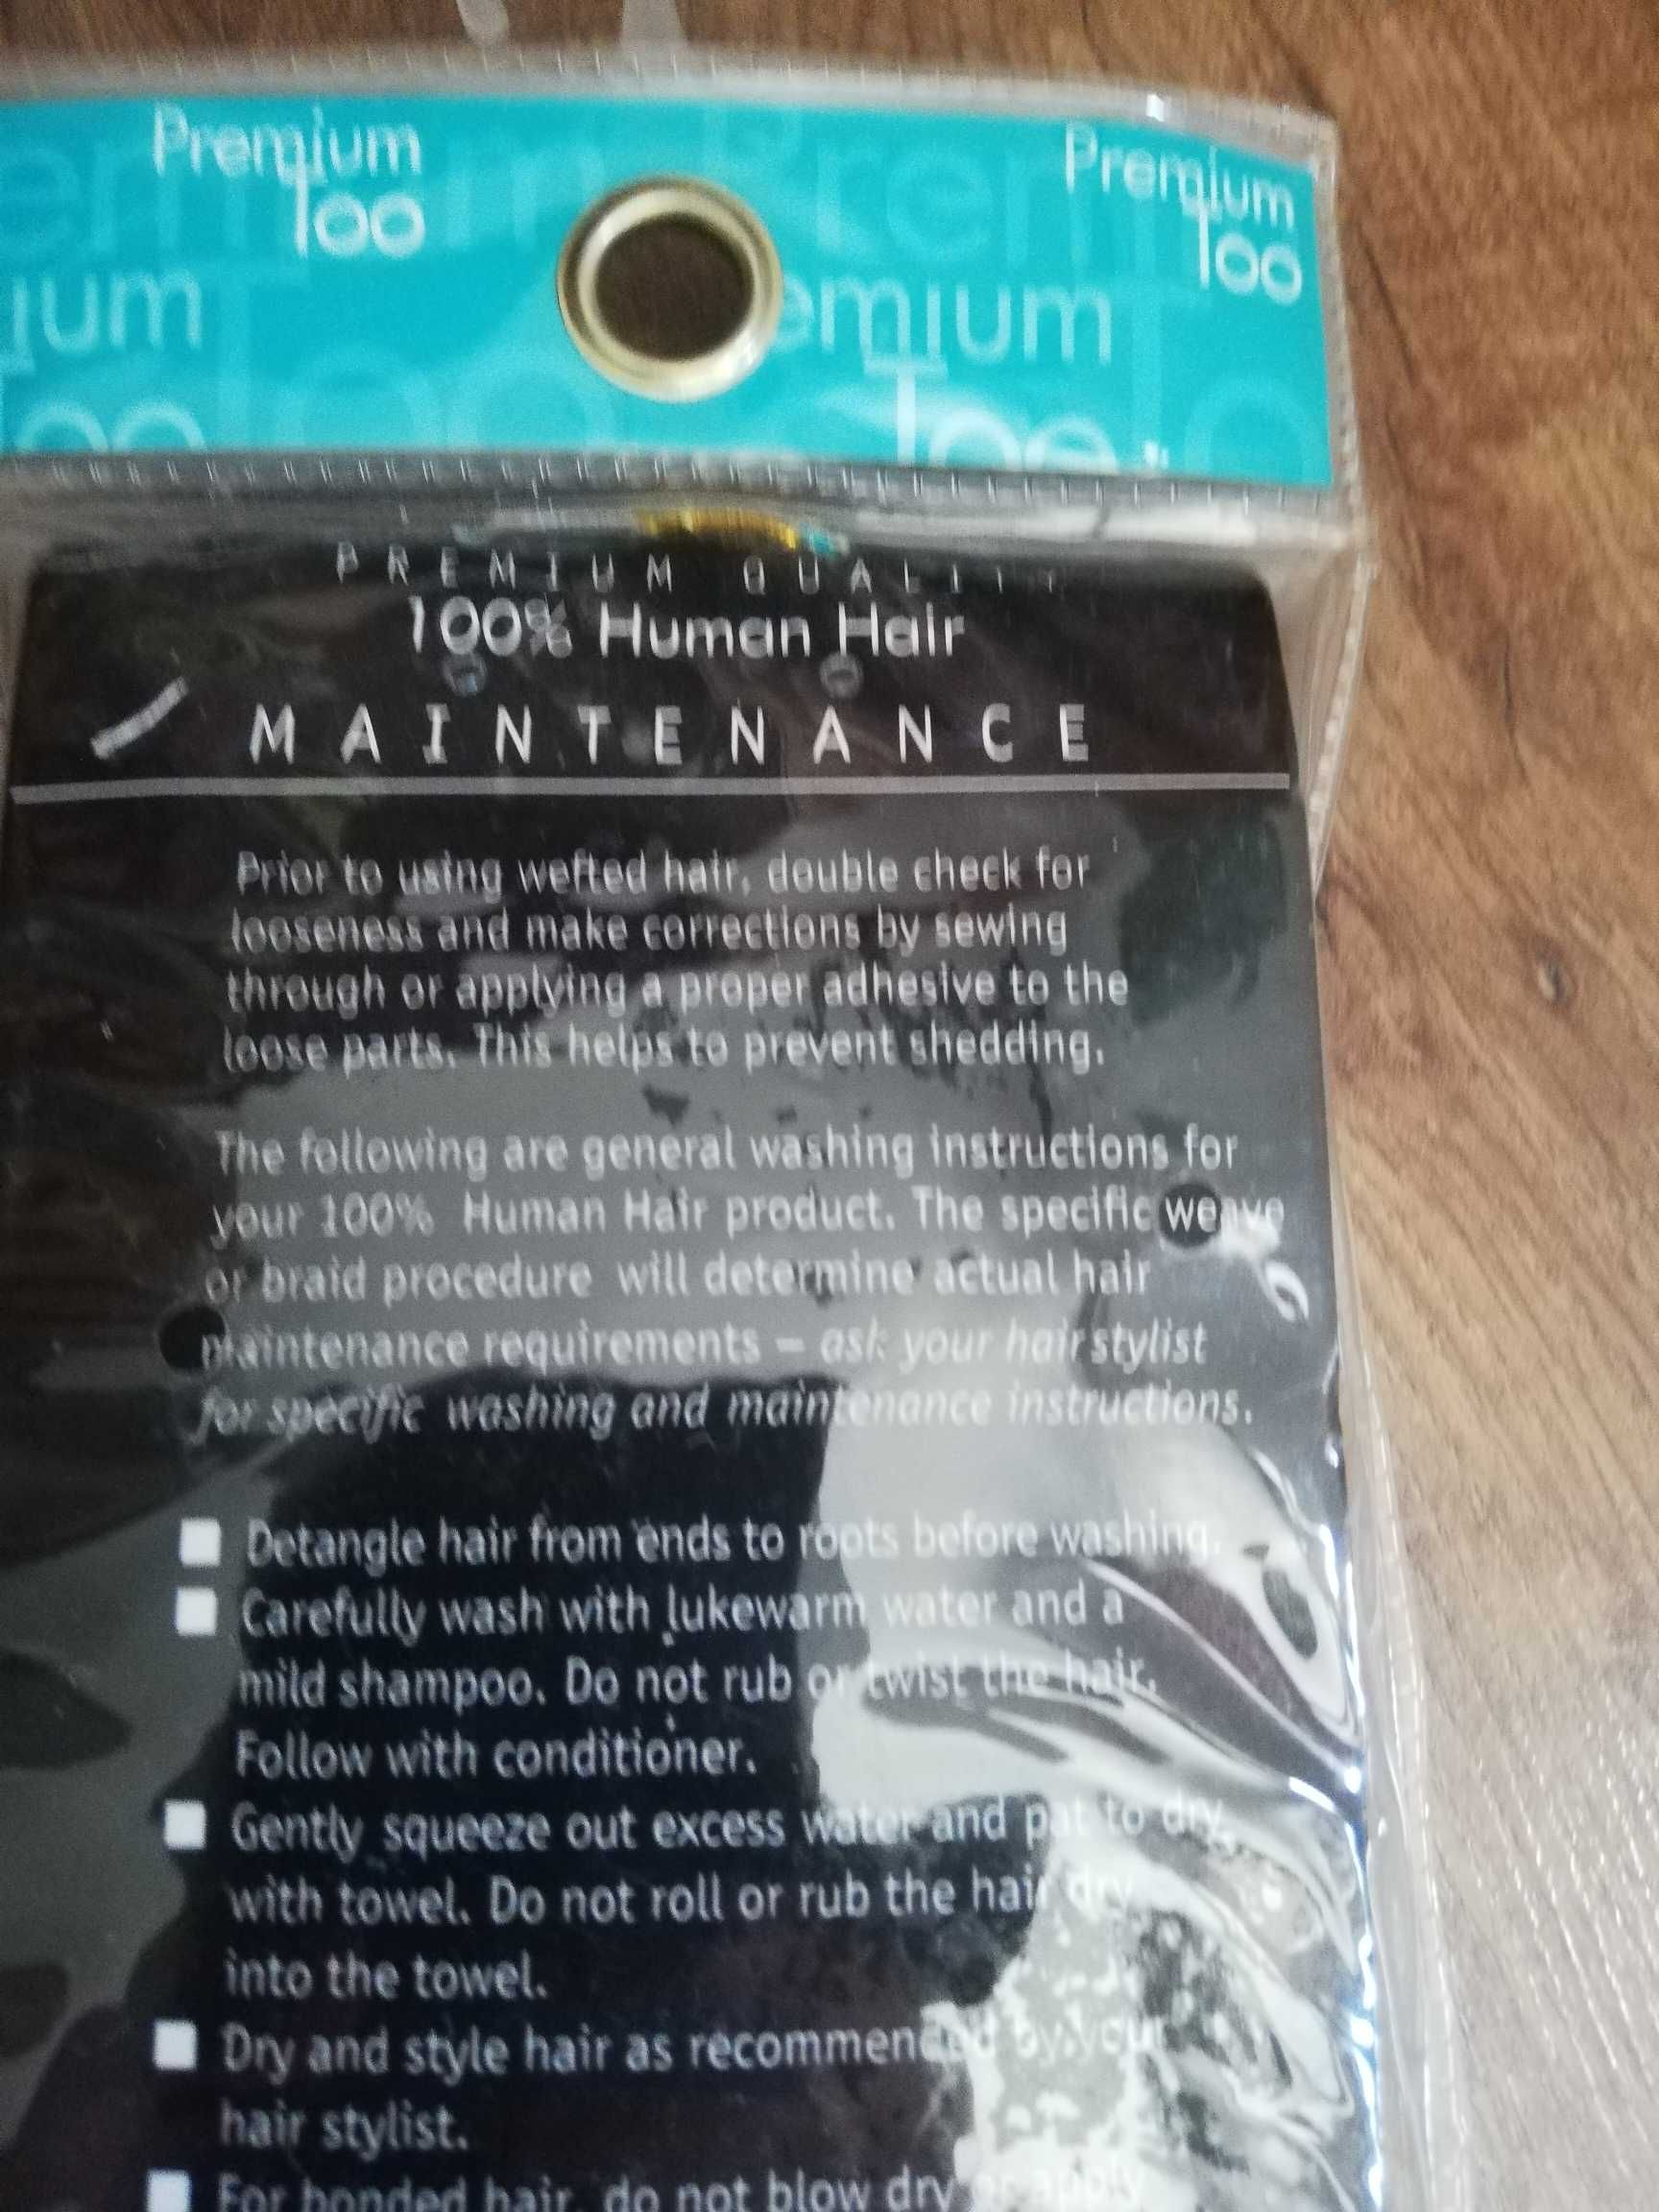 Premium
Too
Premium
Too
ium
emium
Too
PREMIUM QUALITY
100% Human Hair
MAINTENANCE
Prior to using wefted hair, double check for
looseness and make corrections by sewing
through or applying a proper adhesive to the
loose parts. This helps to prevent shedding.
The following are general washing instructions for
your 100% Human Hair product. The specific weave
or braid procedure will determine actual hair
maintenance requirements – ask your hair stylist
for specific washing and maintenance instructions.
Detangle hair from ends to roots before washing.
Carefully wash with lukewarm water and a
mild shampoo. Do not rub or twist the hair.
Follow with conditioner.
Gently squeeze out excess water and pat to dry
with towel. Do not roll or rub the hair dry
into the towel.
Dry and style hair as recommended by your
hair stylist.
For bonded hair, do not blow dry or apply